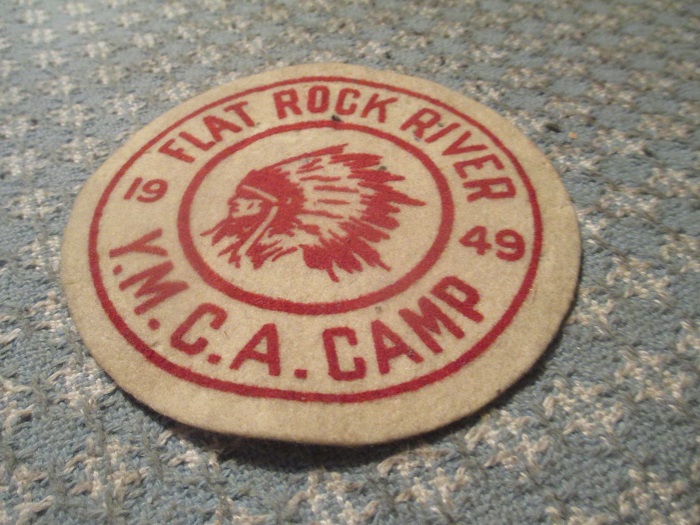 FLAT ROCK RIVER
19 49
Y.M.C.A. CAMP